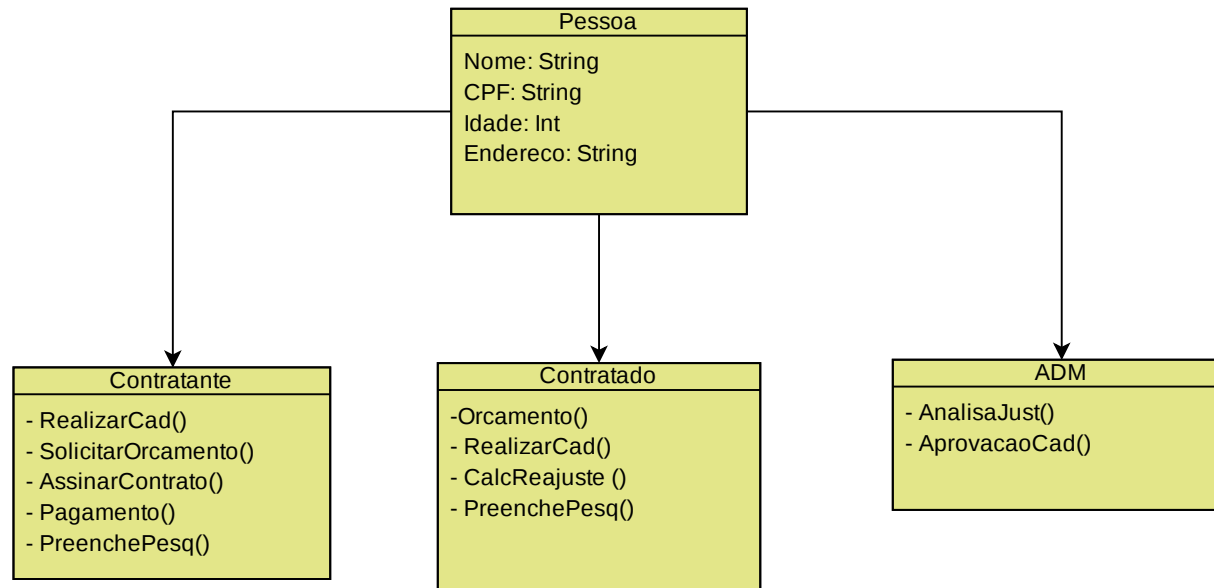 Pessoa
Nome: String
CPF: String
Idade: Int
Endereco: String
Contratante
- RealizarCad()
- SolicitarOrcamento()
- AssinarContrato()
- Pagamento()
- PreenchePesq()
Contratado
-Orcamento()
- RealizarCad()
- CalcReajuste ()
- PreenchePesq()
ADM
- AnalisaJust()
- AprovacaoCad()